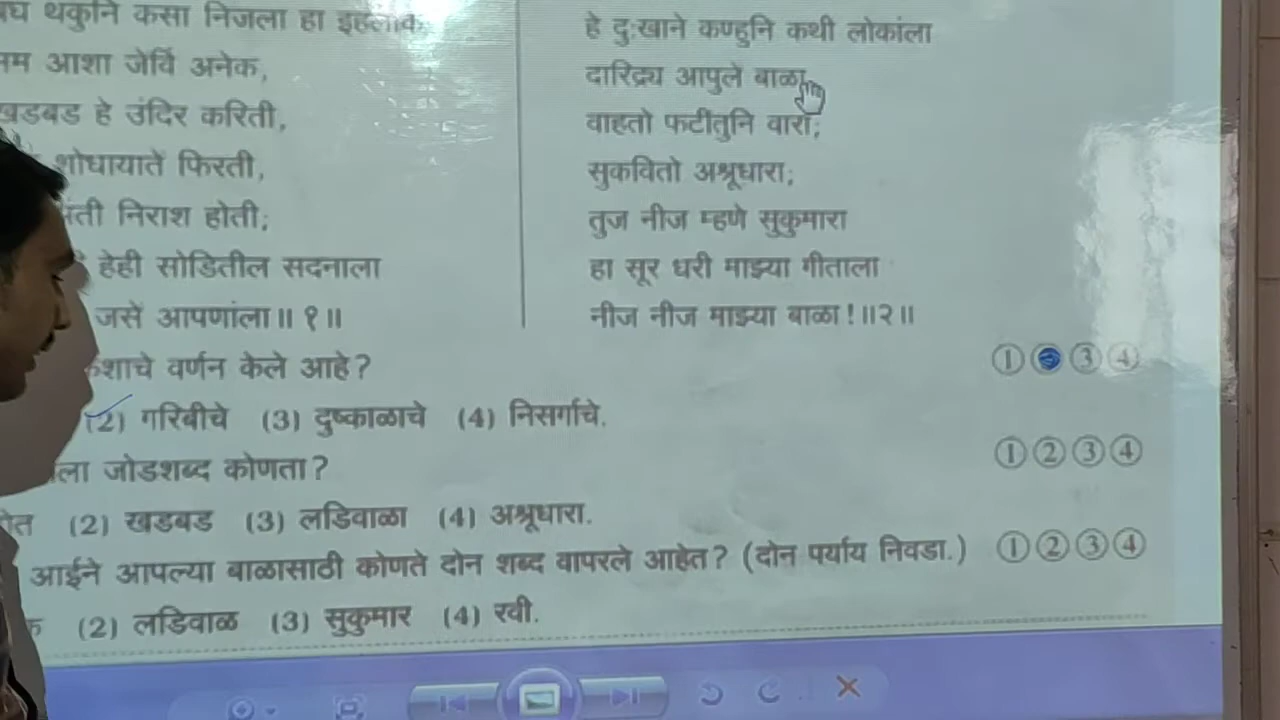 थकुनि कसा निजला हा इहलोक
आशा जेवि अनेक,
खडबड हे उंदिर करिती,
शोधायाते फिरती,
निराश होती;
हेही सोडितील सदनाला
जसे आपणांला॥ १॥
हे दुःखाने कण्हुनि कथी लोकांला
दारिद्र्य आपुले बाळा
वाहतो फटींतुनि वारा;
सुकवितो अश्रूधारा;
तुज नीज म्हणे सुकुमारा
हा सूर धरी माझ्या गीताला
नीज नीज माझ्या बाळा!॥२॥
वर्णन केले आहे? ① ③ ④
(2) गरिबीचे (3) दुष्काळाचे (4) निसर्गाचे.
जोडशब्द कोणता? ① ② ③ ④
(2) खडबड (3) लडिवाळा (4) अश्रूधारा.
आईने आपल्या बाळासाठी कोणते दोन शब्द वापरले आहेत? (दोन पर्याय निवडा.) ① ② ③ ④
(2) लडिवाळ (3) सुकुमार (4) रवी.